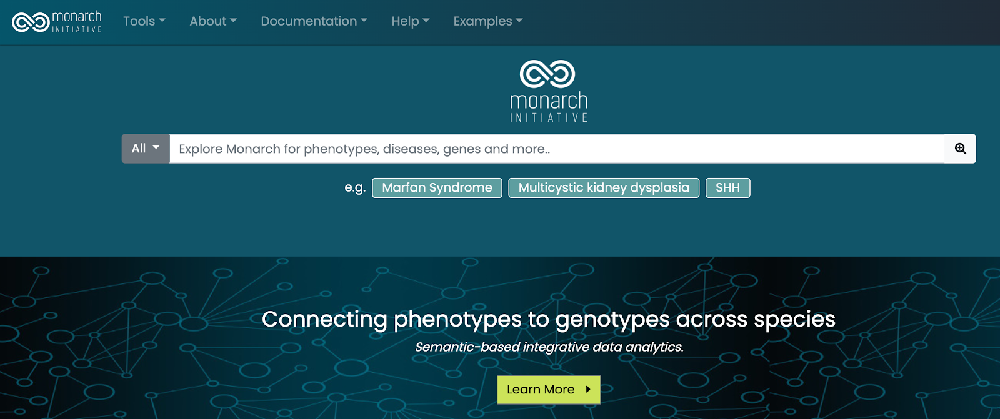 monarch
INITIATIVE
Tools About Documentation Help Examples
monarch
INITIATIVE
All Explore Monarch for phenotypes, diseases, genes and more..
e.g. Marfan Syndrome Multicystic kidney dysplasia SHH
Connecting phenotypes to genotypes across species
Semantic-based integrative data analytics.
Learn More